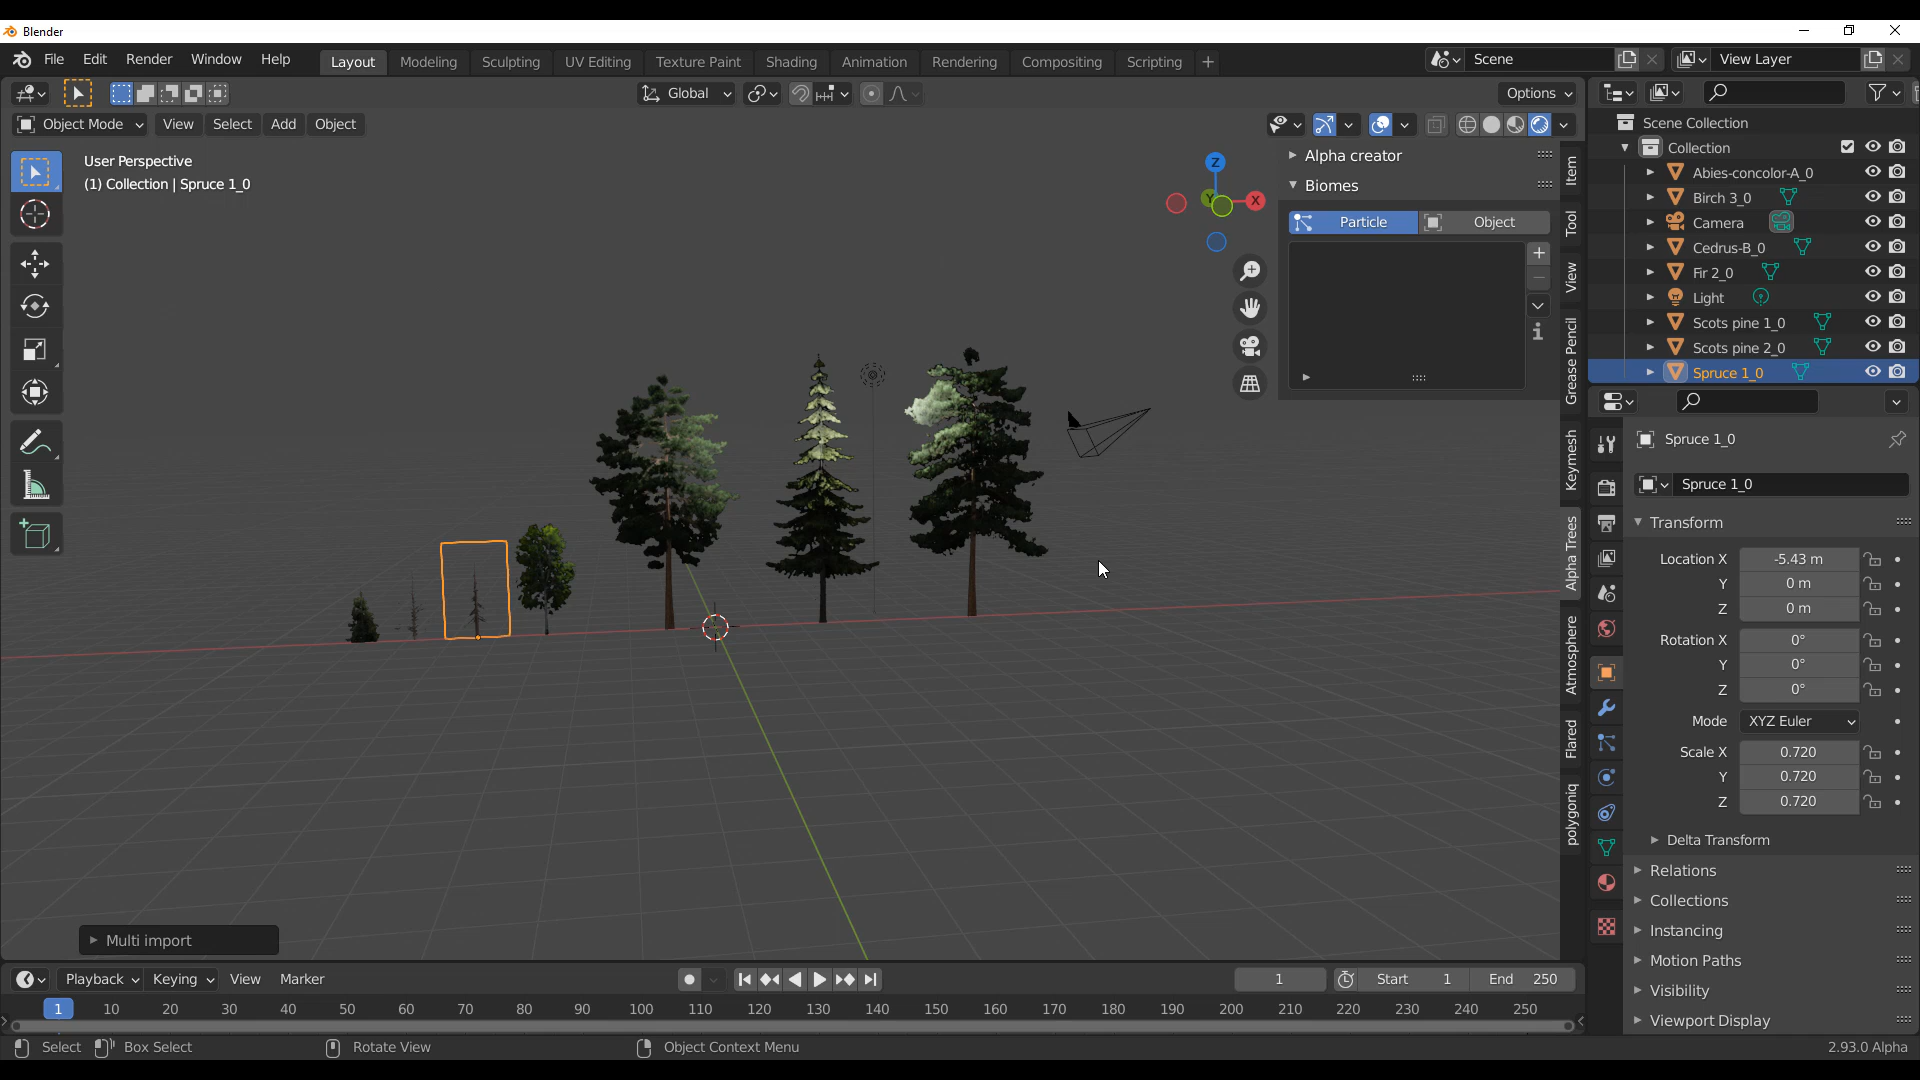 Blender
File Edit Render Window Help Layout Modeling Sculpting UV Editing Texture Paint Shading Animation Rendering Compositing Scripting + Scene View Layer
Global Options
Object Mode View Select Add Object
User Perspective
(1) Collection | Spruce 1_0
Z
Y X
Alpha creator
Biomes
Particle Object
Item
Tool
View
Grease Pencil
Keymesh
Alpha Trees
Atmosphere
Flared
polygoniq
Scene Collection
Collection
Abies-concolor-A_0
Birch 3_0
Camera
Cedrus-B_0
Fir 2_0
Light
Scots pine 1_0
Scots pine 2_0
Spruce 1_0
Spruce 1_0
Spruce 1_0
Transform
Location X -5.43 m
Y 0 m
Z 0 m
Rotation X 0°
Y 0°
Z 0°
Mode XYZ Euler
Scale X 0.720
Y 0.720
Z 0.720
Delta Transform
Relations
Collections
Instancing
Motion Paths
Visibility
Viewport Display
Multi import
Playback Keying View Marker 1 Start 1 End 250
1 10 20 30 40 50 60 70 80 90 100 110 120 130 140 150 160 170 180 190 200 210 220 230 240 250
Select Box Select Rotate View Object Context Menu 2.93.0 Alpha